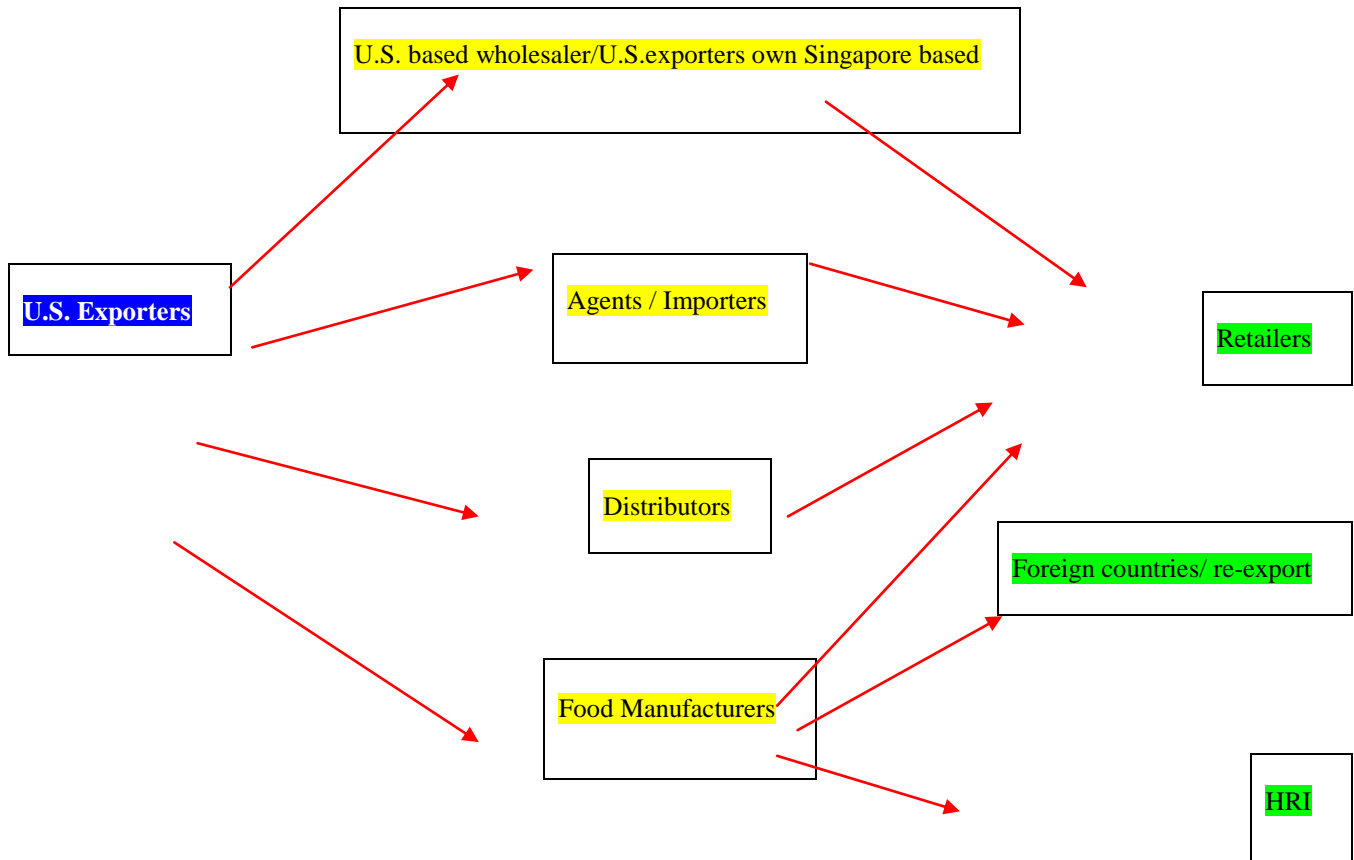 U.S. based wholesaler/U.S.exporters own Singapore based
U.S. Exporters
Agents / Importers
Retailers
Distributors
Foreign countries/ re-export
Food Manufacturers
HRI